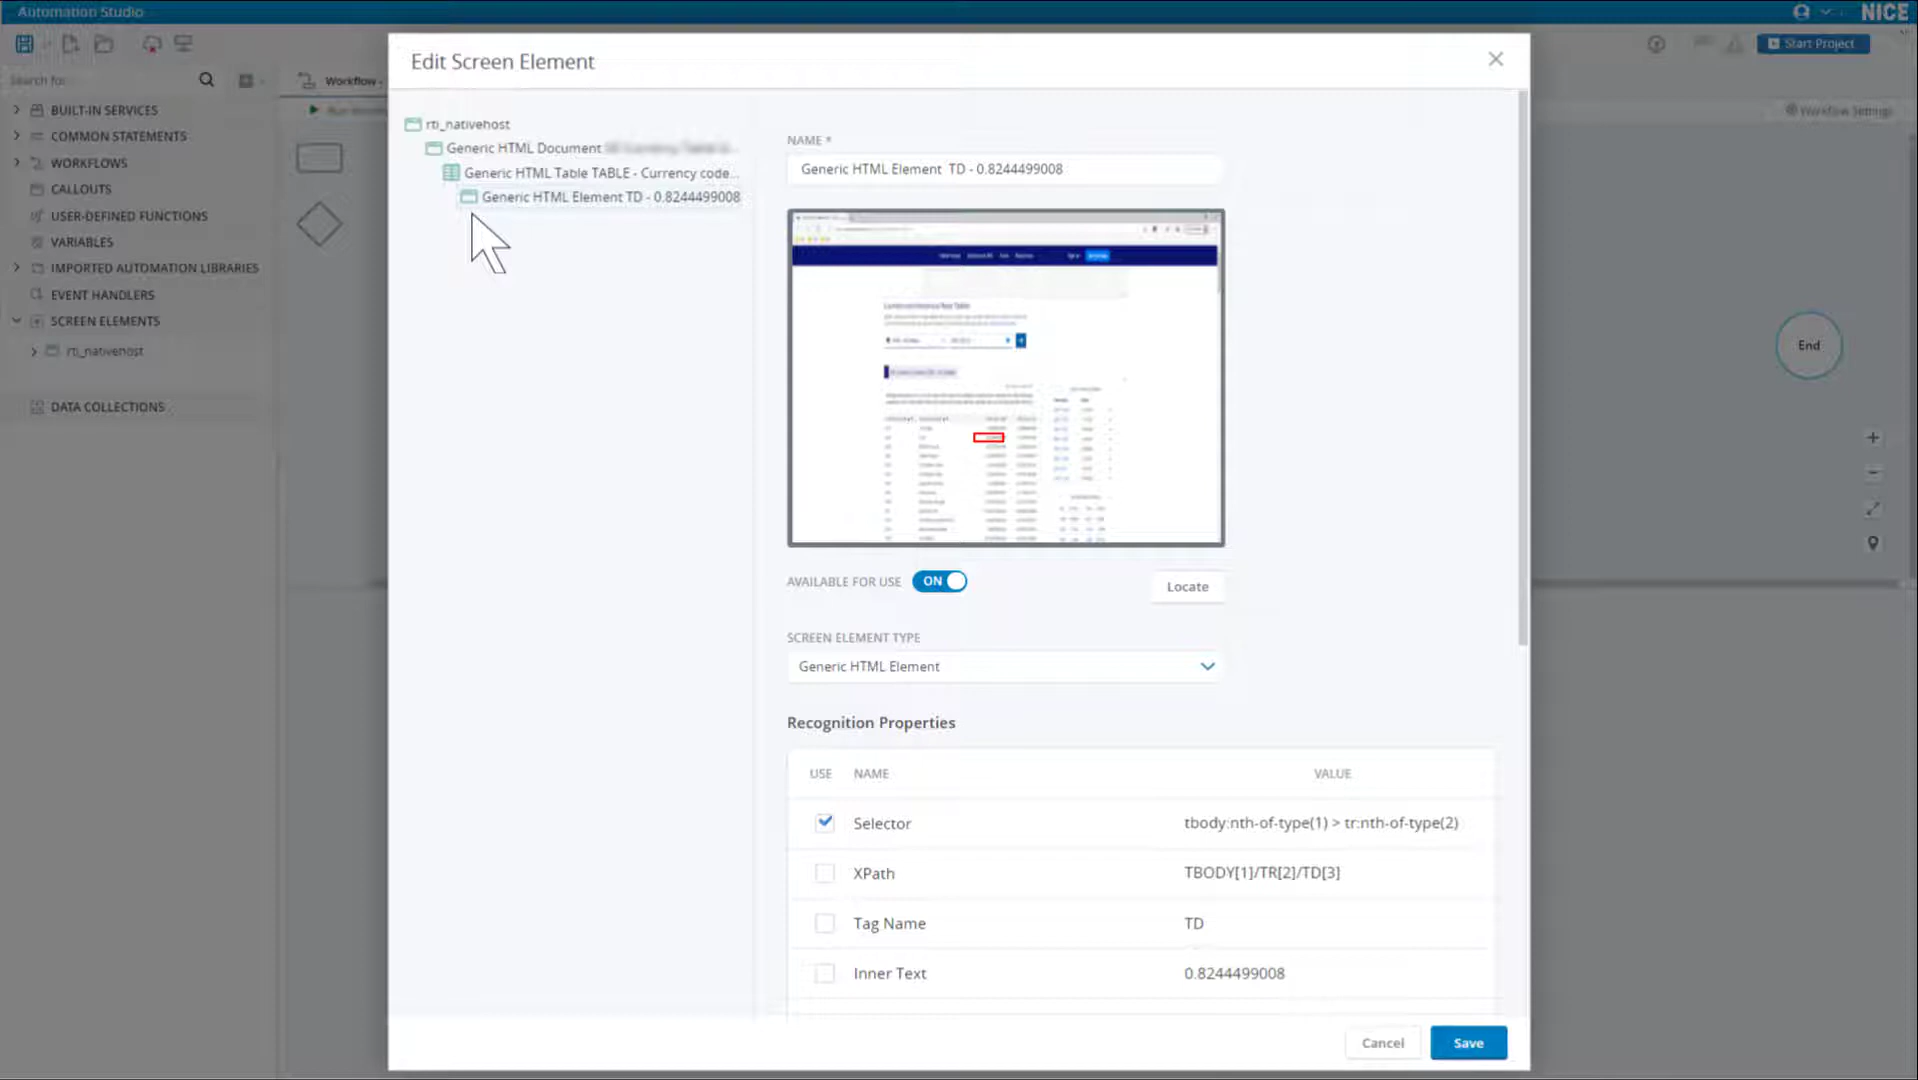 Automation Studio
NICE
Start Project
Search for
Workflow
BUILT-IN SERVICES
COMMON STATEMENTS
WORKFLOWS
CALLOUTS
USER-DEFINED FUNCTIONS
VARIABLES
IMPORTED AUTOMATION LIBRARIES
EVENT HANDLERS
SCREEN ELEMENTS
rti_nativehost
DATA COLLECTIONS
Workflow Settings
End
Edit Screen Element
rti_nativehost
Generic HTML Document
Generic HTML Table TABLE - Currency code...
Generic HTML Element TD - 0.8244499008
NAME *
Generic HTML Element  TD - 0.8244499008
AVAILABLE FOR USE ON
Locate
SCREEN ELEMENT TYPE
Generic HTML Element
Recognition Properties
USE NAME VALUE
Selector tbody:nth-of-type(1) > tr:nth-of-type(2)
XPath TBODY[1]/TR[2]/TD[3]
Tag Name TD
Inner Text 0.8244499008
Cancel Save